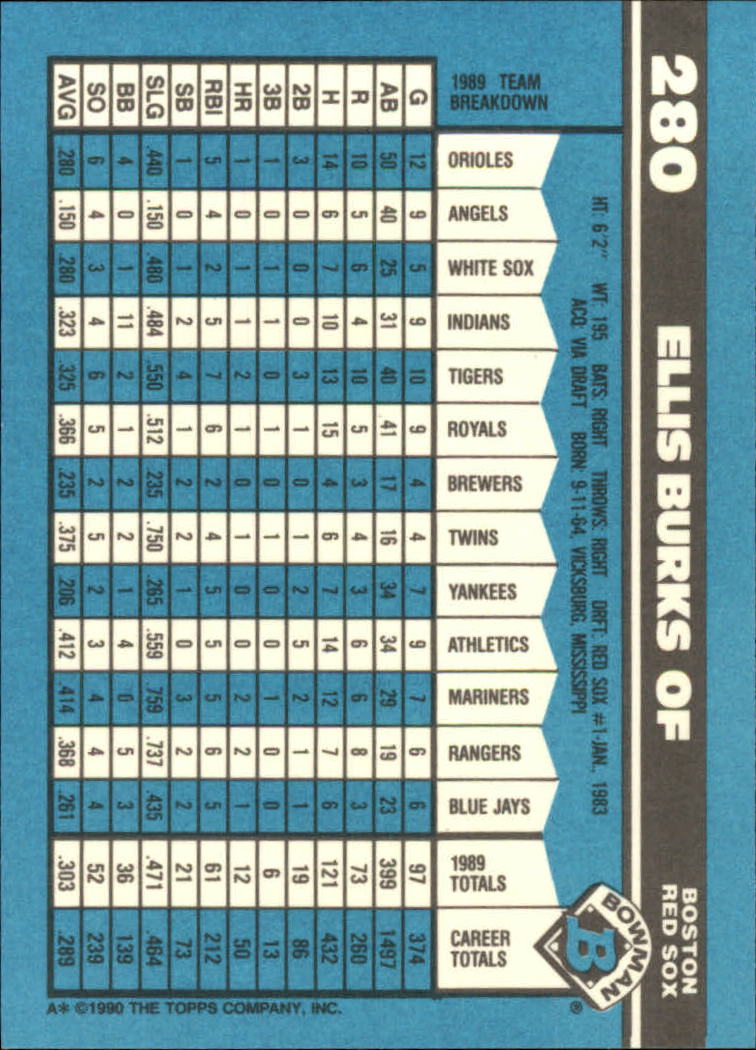 280 ELLIS BURKS OF
BOSTON
RED SOX
HT: 6'2" WT: 195 BATS: RIGHT THROWS: RIGHT DRFT: RED SOX #1-JAN., 1983
ACQ: VIA DRAFT BORN: 9-11-64, VICKSBURG, MISSISSIPPI
BOWMAN
B
®
1989 TEAM
BREAKDOWN G AB R H 2B 3B HR RBI SB SLG BB SO AVG
ORIOLES 12 50 10 14 3 1 1 5 1 .440 4 6 .280
ANGELS 9 40 5 6 0 0 0 4 0 .150 0 4 .150
WHITE SOX 5 25 6 7 0 1 1 2 1 .480 1 3 .280
INDIANS 9 31 4 10 0 1 1 5 2 .484 11 4 .323
TIGERS 10 40 10 13 3 0 2 7 4 .550 2 6 .325
ROYALS 9 41 5 15 1 1 1 6 1 .512 1 5 .366
BREWERS 4 17 3 4 0 0 0 2 2 .235 2 2 .235
TWINS 4 16 4 6 1 1 1 4 2 .750 2 5 .375
YANKEES 7 34 3 7 2 0 0 5 1 .265 1 2 .206
ATHLETICS 9 34 6 14 5 0 0 5 0 .559 4 3 .412
MARINERS 7 29 6 12 2 1 2 5 3 .759 0 4 .414
RANGERS 6 19 8 7 1 0 2 6 2 .737 5 4 .368
BLUE JAYS 6 23 3 6 1 0 1 5 2 .435 3 4 .261
1989
TOTALS 97 399 73 121 19 6 12 61 21 .471 36 52 .303
CAREER
TOTALS 374 1497 260 432 86 13 50 212 73 .464 139 239 .289
A* ©1990 THE TOPPS COMPANY, INC.